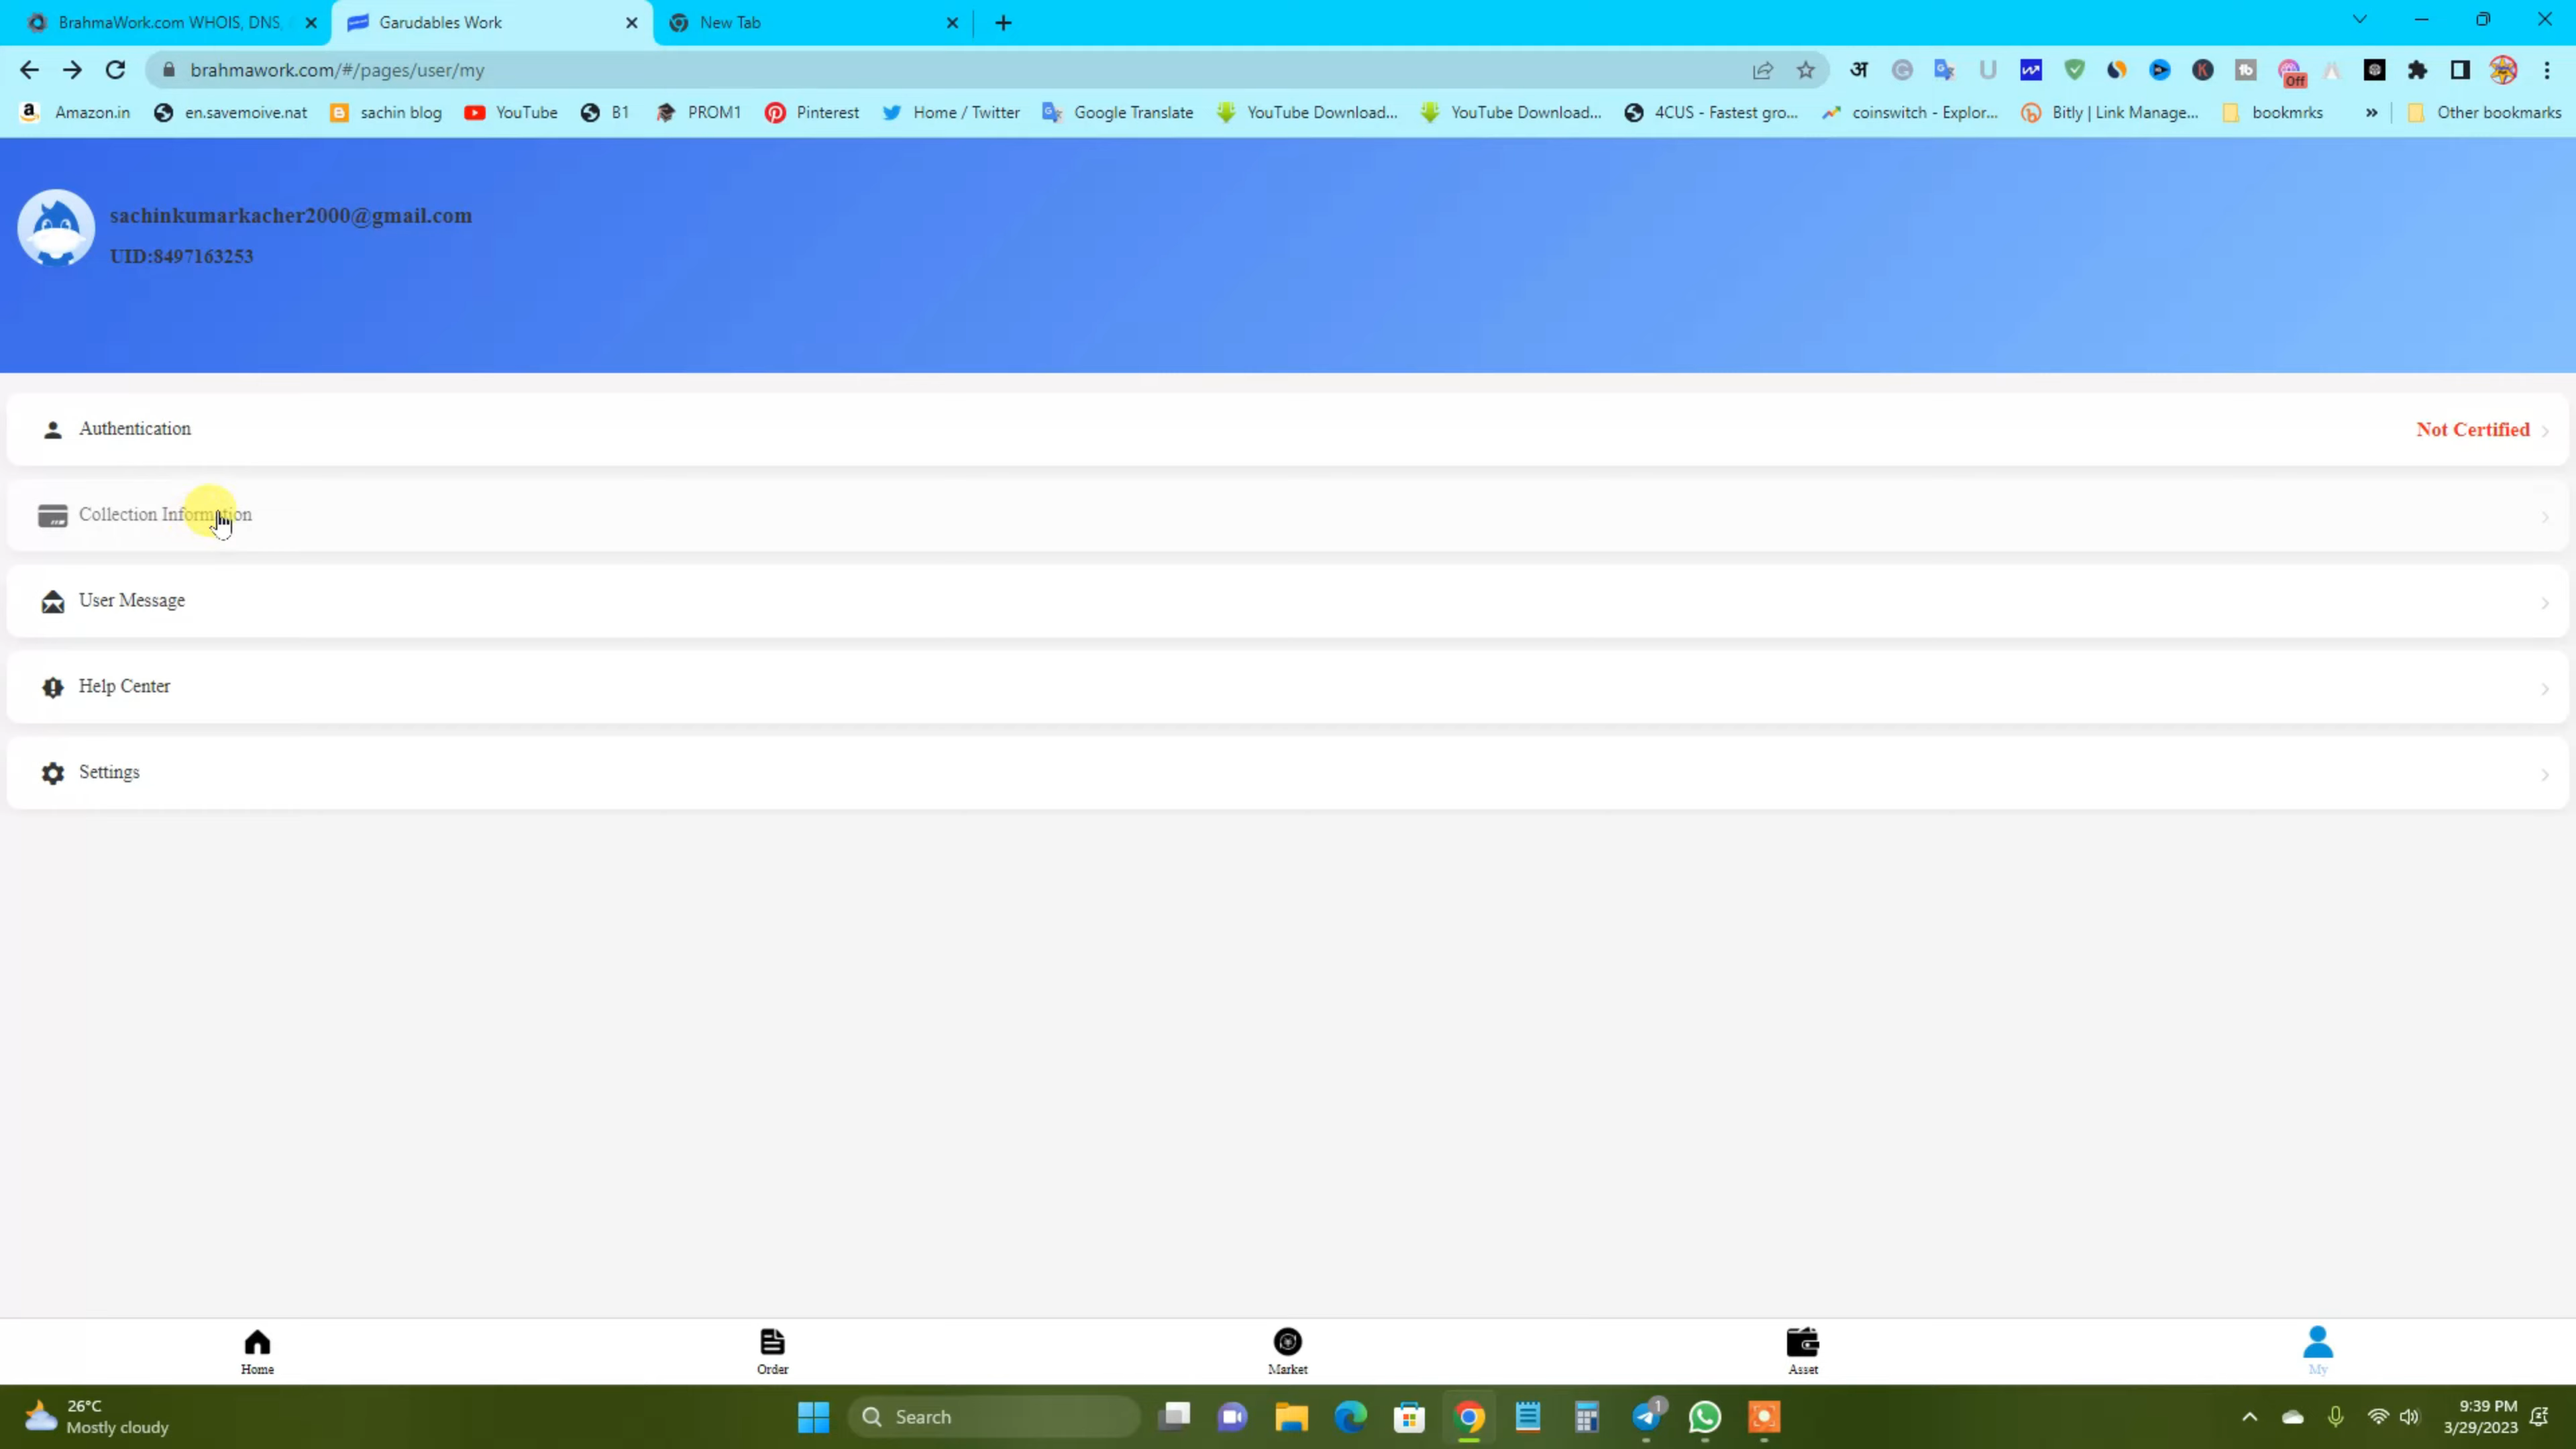 BrahmaWork.com WHOIS, DNS,
Garudables Work
New Tab
brahmawork.com/#/pages/user/my
Off
Amazon.in
en.savemoive.nat
sachin blog
YouTube
B1
PROM1
Pinterest
Home / Twitter
Google Translate
YouTube Download...
YouTube Download...
4CUS - Fastest gro...
coinswitch - Explor...
Bitly | Link Manage...
bookmrks
»
Other bookmarks
sachinkumarkacher2000@gmail.com
UID:8497163253
Authentication
Not Certified
Collection Information
User Message
Help Center
Settings
Home
Order
Market
Asset
My
26°C
Mostly cloudy
Search
1
9:39 PM
3/29/2023